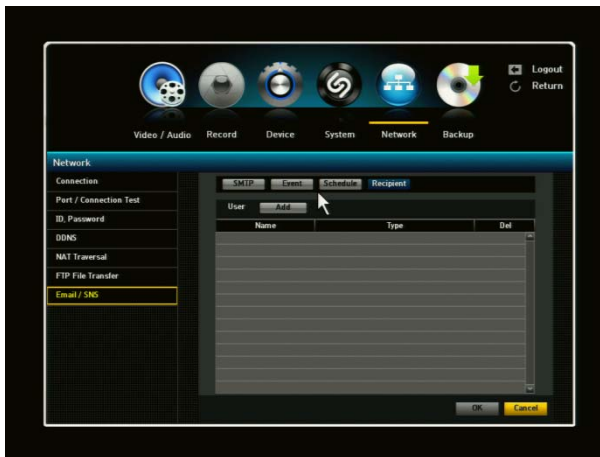 Logout
Return
Video / Audio Record Device System Network Backup
Network
Connection
Port / Connection Test
ID, Password
DDNS
NAT Traversal
FTP File Transfer
Email / SNS
SMTP Event Schedule Recipient
User Add
Name Type Del
OK Cancel